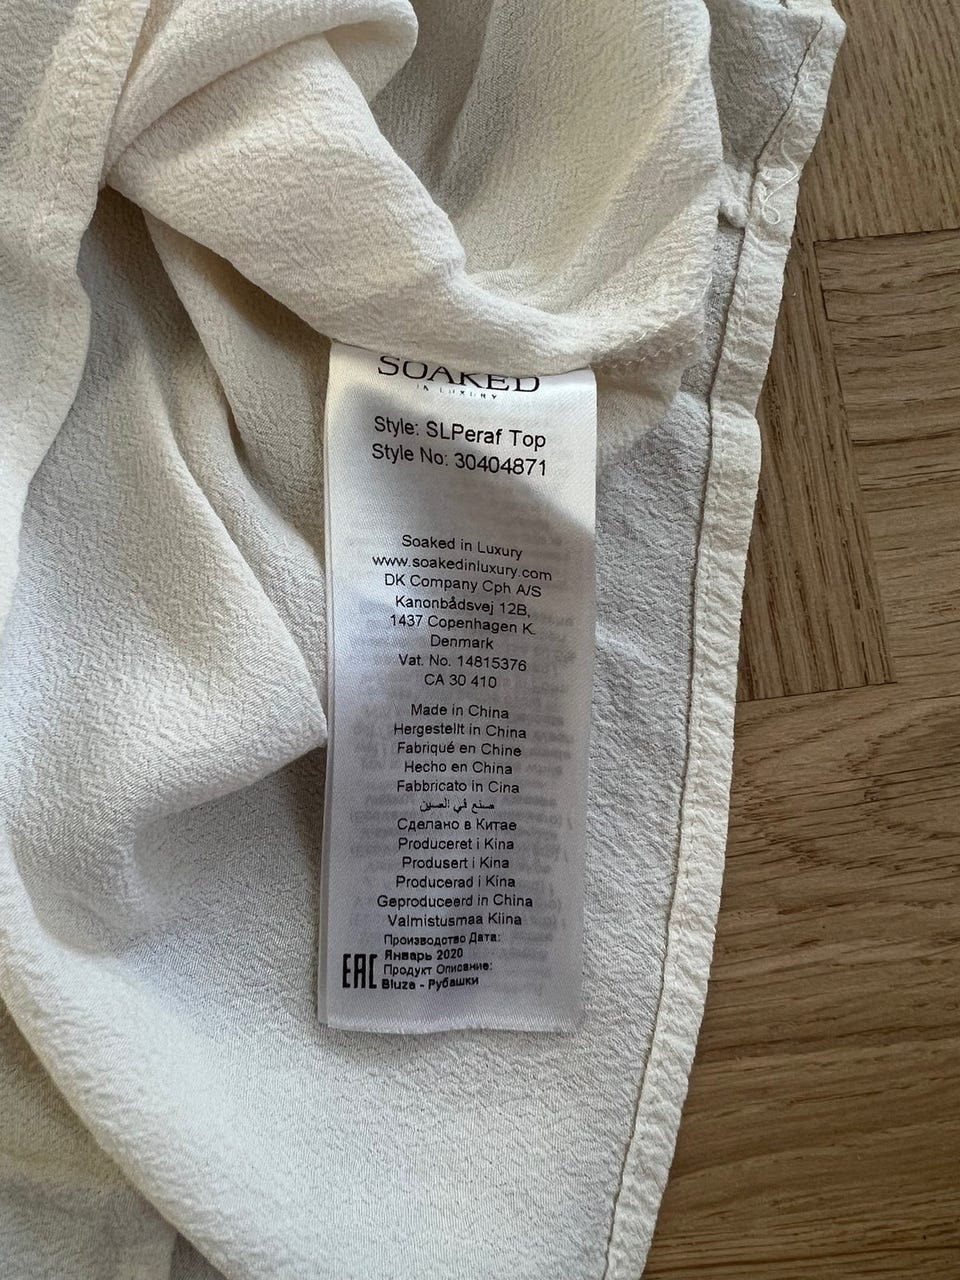 SOAKED
IN LUXURY
Style: SLPeraf Top
Style No: 30404871
Soaked in Luxury
www.soakedinluxury.com
DK Company Cph A/S
Kanonbådsvej 12B,
1437 Copenhagen K.
Denmark
Vat. No. 14815376
CA 30 410
Made in China
Hergestellt in China
Fabriqué en Chine
Hecho en China
Fabbricato in Cina
صنع في الصين
Сделано в Китае
Produceret i Kina
Produsert i Kina
Producerad i Kina
Geproduceerd in China
Valmistusmaa Kiina
Производство Дата:
Январь 2020
EAC Продукт Описание:
Bluze - Рубашки